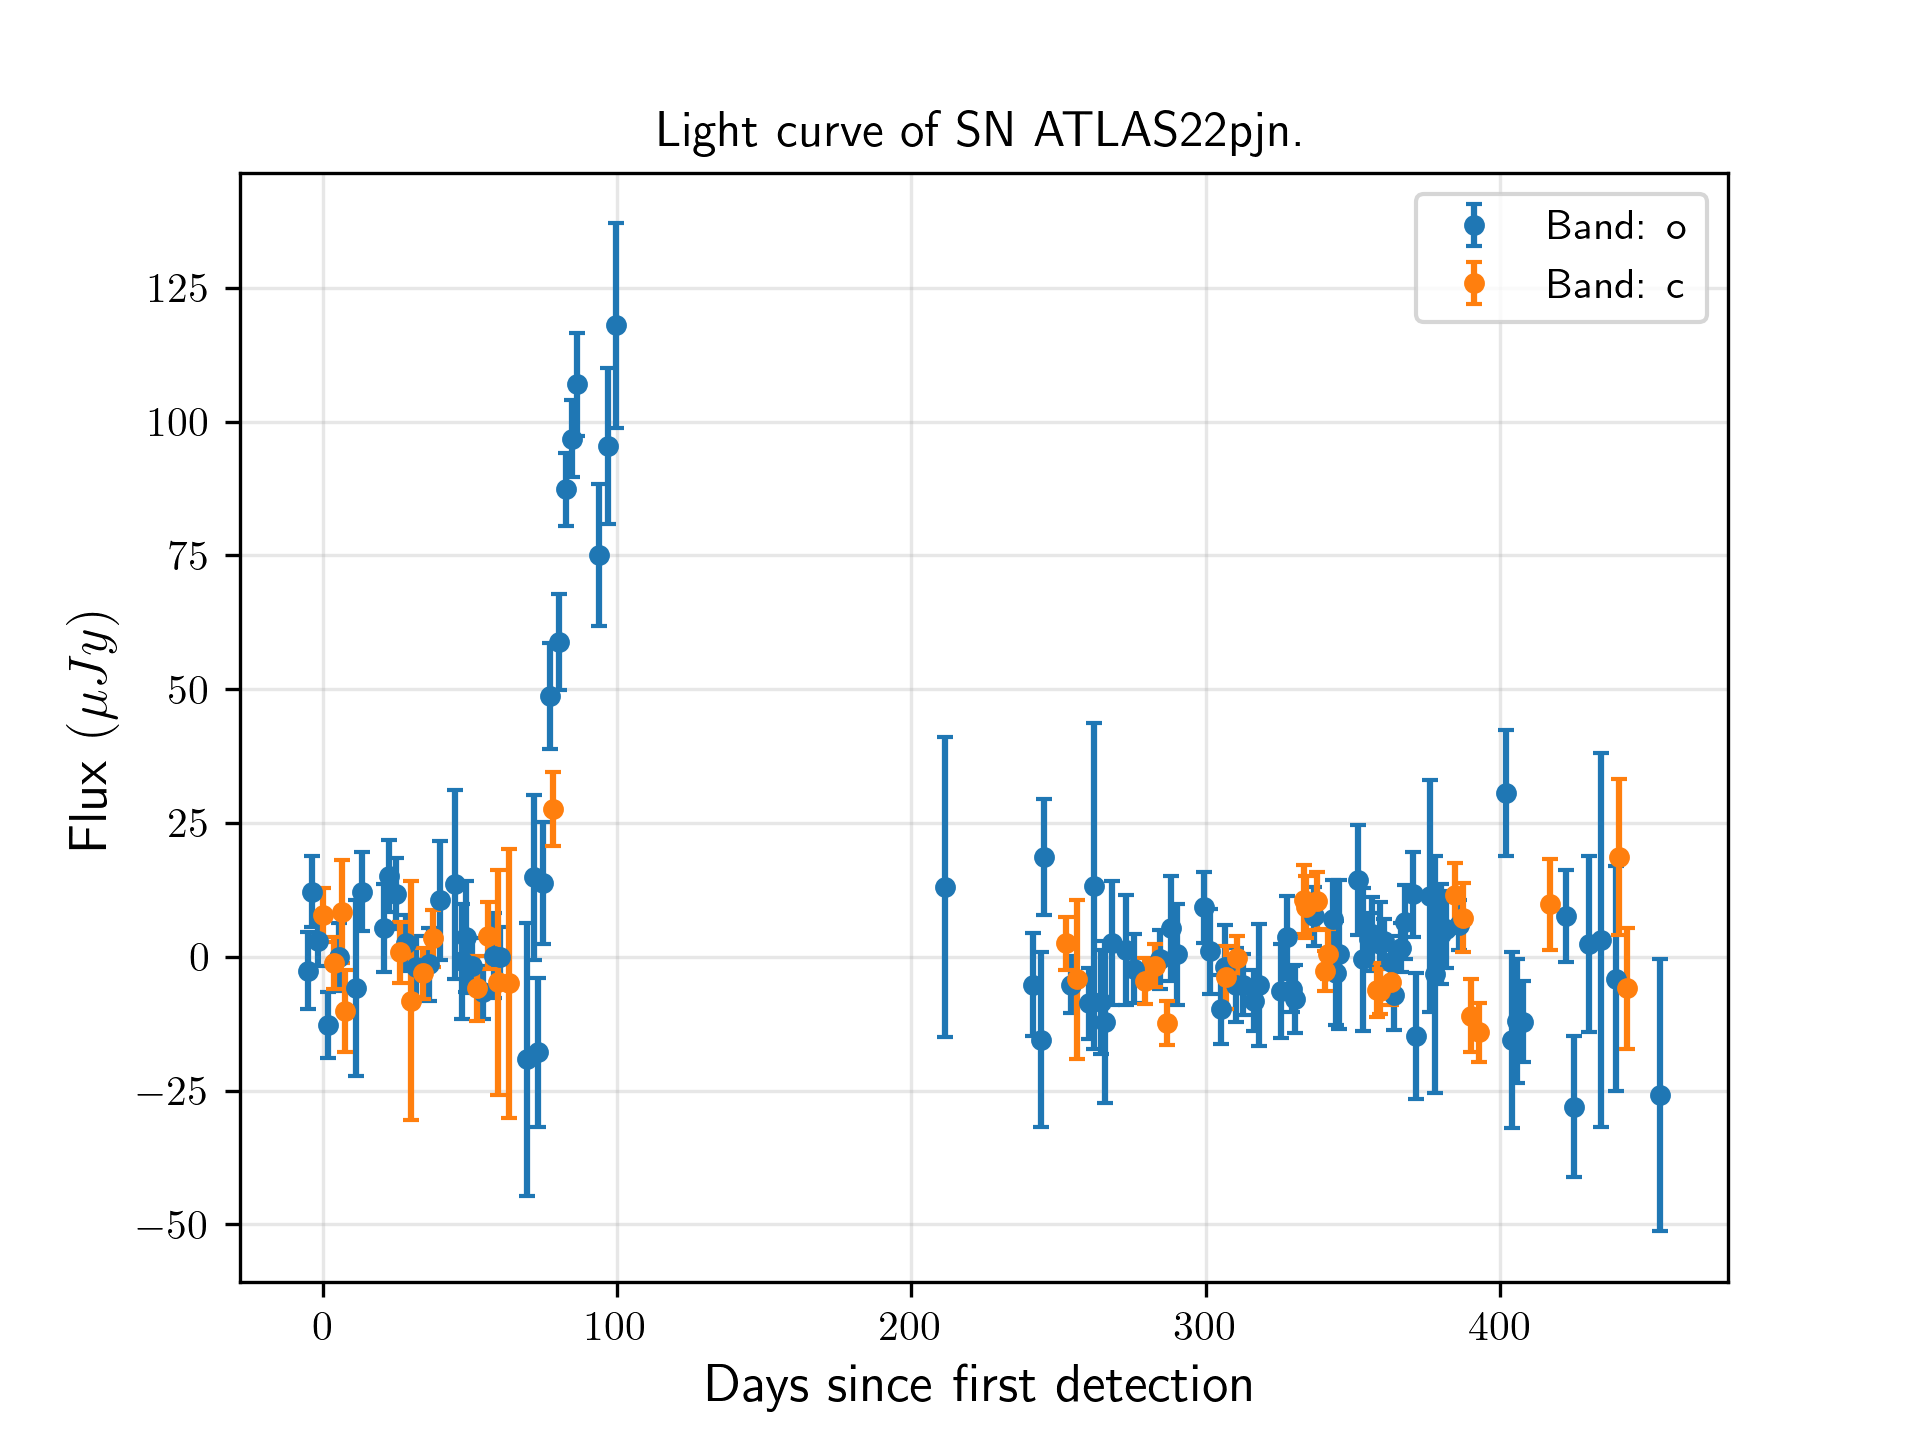 Light curve of SN ATLAS22pjn.
Band: o
Band: c
125
100
75
50
25
0
−25
−50
Flux (μJy)
0 100 200 300 400
Days since first detection